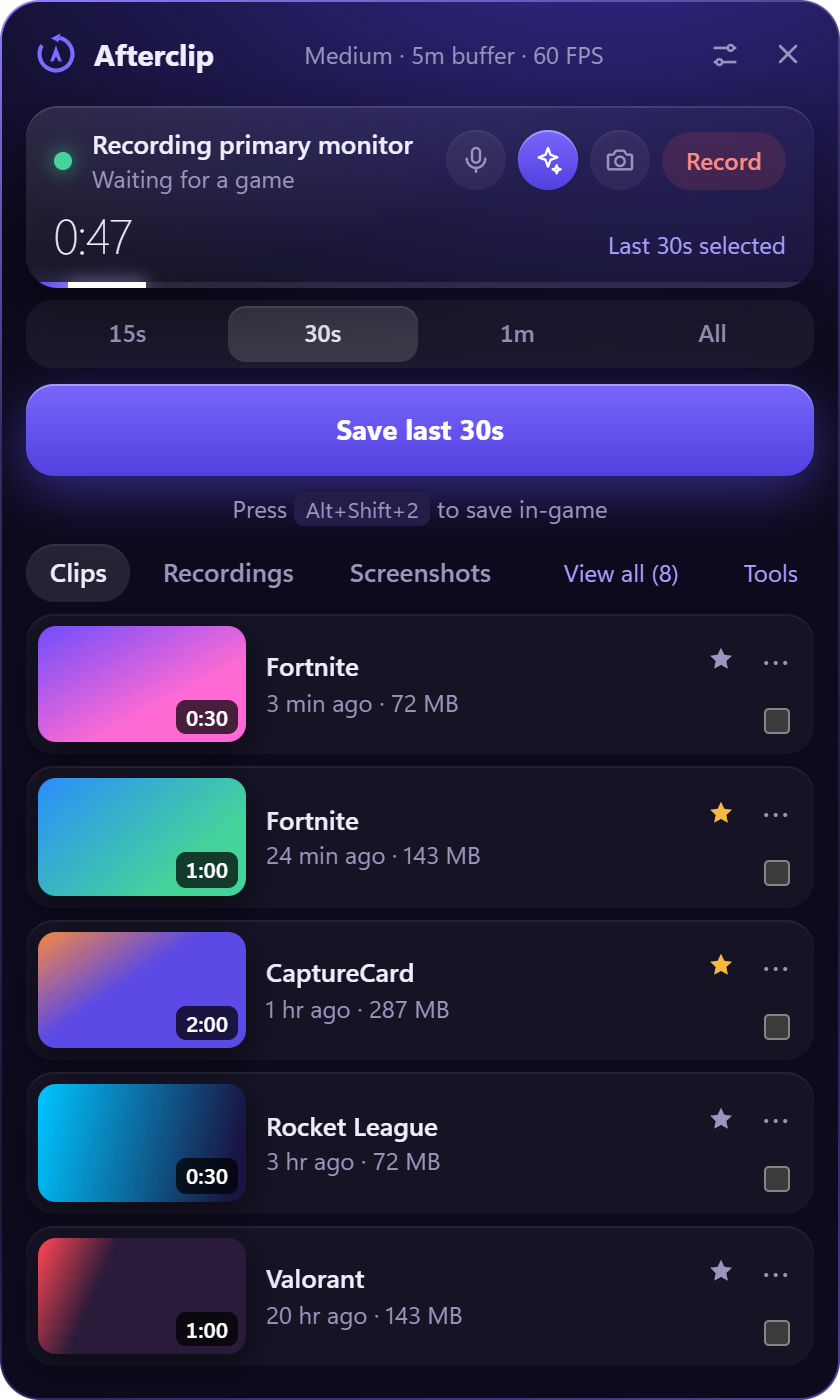 Afterclip
Medium · 5m buffer · 60 FPS
Recording primary monitor
Waiting for a game
Record
0:47
Last 30s selected
15s 30s 1m All
Save last 30s
Press Alt+Shift+2 to save in-game
Clips Recordings Screenshots View all (8) Tools
Fortnite
3 min ago · 72 MB
0:30
Fortnite
24 min ago · 143 MB
1:00
CaptureCard
1 hr ago · 287 MB
2:00
Rocket League
3 hr ago · 72 MB
0:30
Valorant
20 hr ago · 143 MB
1:00